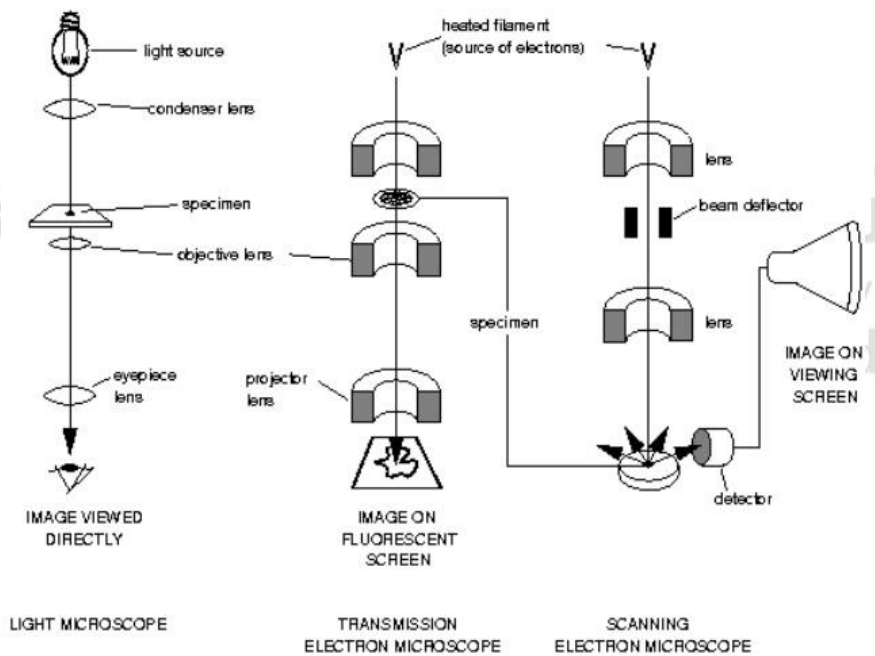 light source
condenser lens
specimen
objective lens
eyepiece
lens
IMAGE VIEWED
DIRECTLY
LIGHT MICROSCOPE
heated filament
(source of electrons)
projector
lens
IMAGE ON
FLUORESCENT
SCREEN
TRANSMISSION
ELECTRON MICROSCOPE
specimen
lens
beam deflector
lens
detector
IMAGE ON
VIEWING
SCREEN
SCANNING
ELECTRON MICROSCOPE